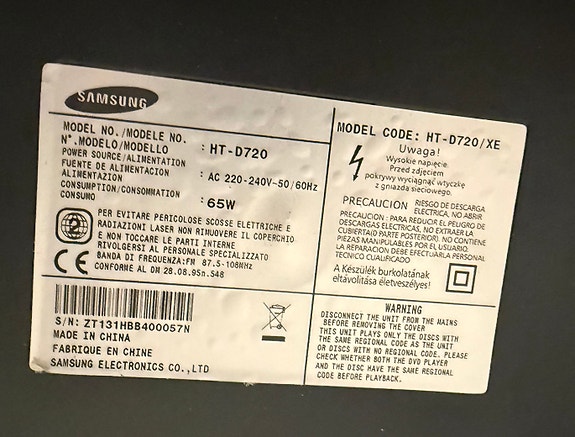 SAMSUNG
MODEL NO./MODELE NO.
N°.MODELO/MODELLO : HT-D720
POWER SOURCE/ALIMENTATION
FUENTE DE ALIMENTACION : AC 220-240V~50/60Hz
ALIMENTAZION
CONSUMPTION/CONSOMMATION : 65W
CONSUMO
PER EVITARE PERICOLOSE SCOSSE ELETTRICHE E
RADIAZIONI LASER NON RIMUOVERE IL COPERCHIO
E NON TOCCARE LE PARTI INTERNE
RIVOLGERSI AL PERSONALE SPECIALIZZATO
BANDA DI FREQUENZA:FM 87.5-108MHz
CONFORME AL DM 28.08.95n.548
2
CE
S/N: ZT131HBB400057N
MADE IN CHINA
FABRIQUE EN CHINE
SAMSUNG ELECTRONICS CO.,LTD
MODEL CODE: HT-D720/XE
Uwaga!
Wysokie napięcie.
Przed zdjęciem
pokrywy wyciągnąć wtyczkę
z gniazda sieciowego.
PRECAUCION RIESGO DE DESCARGA
ELECTRICA, NO ABRIR
PRECAUCION : PARA REDUCIR EL PELIGRO DE
DESCARGAS ELECTRICAS, NO EXTRAER LA
CUBIERTA(O PARTE POSTERIOR). NO CONTIENE
PIEZAS MANIPULABLES POR EL USUARIO.
IMAN REPARACIONES DEBERAN EFECTUARLAS PERSONAL
TECNICO CUALIFICADO
A Készülék burkolatának
eltávolítása életveszélyes!
WARNING
DISCONNECT THE UNIT FROM THE MAINS
BEFORE REMOVING THE COVER
THIS UNIT PLAYS ONLY THE DISCS WITH
THE SAME REGIONAL CODE AS THE UNIT
OR DISCS WITH NO REGIONAL CODE. PLEASE
CHECK WHETHER BOTH THE DVD PLAYER
AND THE DISC HAVE THE SAME REGIONAL
CODE BEFORE PLAYBACK.